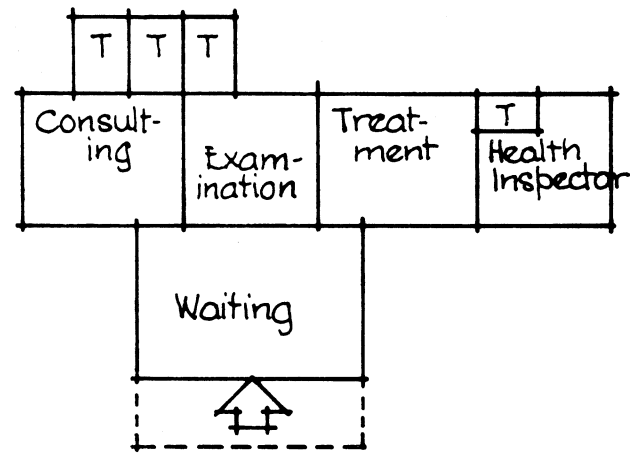 T T T
Consult-
ing
Exam-
ination
Treat-
ment
T
Health
Inspector
Waiting